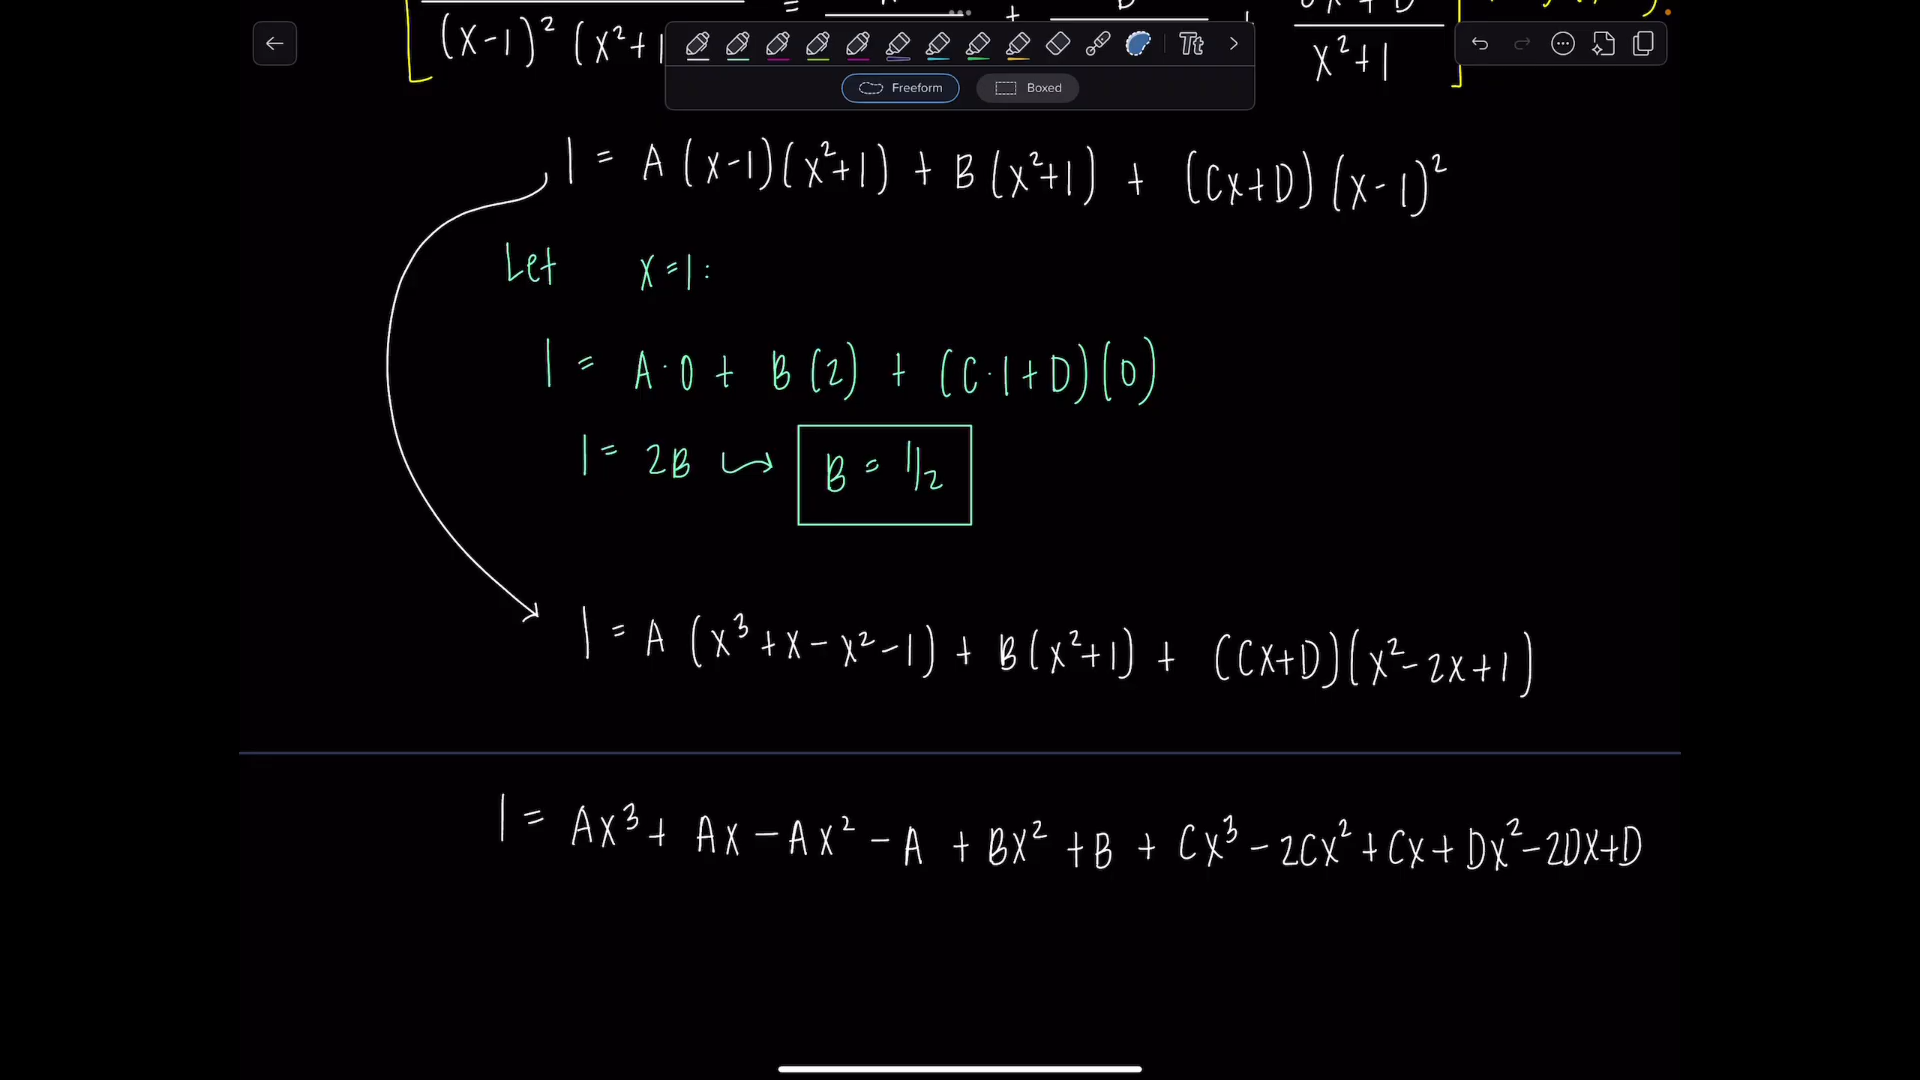 (x-1)² (x²+1
=
+
x²+1
Freeform Boxed
1 = A (x-1)(x²+1) + B (x²+1) + (Cx+D) (x-1)²
Let x=1:
1 = A·0 + B (2) + (C·1+D)(0)
1 = 2B ↪ B = 1/2
1 = A (x³+x-x²-1) + B(x²+1) + (Cx+D)(x²-2x+1)
1 = Ax³+ Ax -Ax² -A +Bx² +B + Cx³-2Cx²+Cx+Dx²-2Dx+D